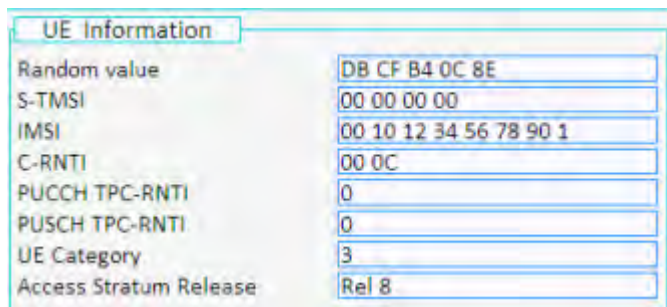 UE Information
Random value DB CF B4 0C 8E
S-TMSI 00 00 00 00
IMSI 00 10 12 34 56 78 90 1
C-RNTI 00 0C
PUCCH TPC-RNTI 0
PUSCH TPC-RNTI 0
UE Category 3
Access Stratum Release Rel 8